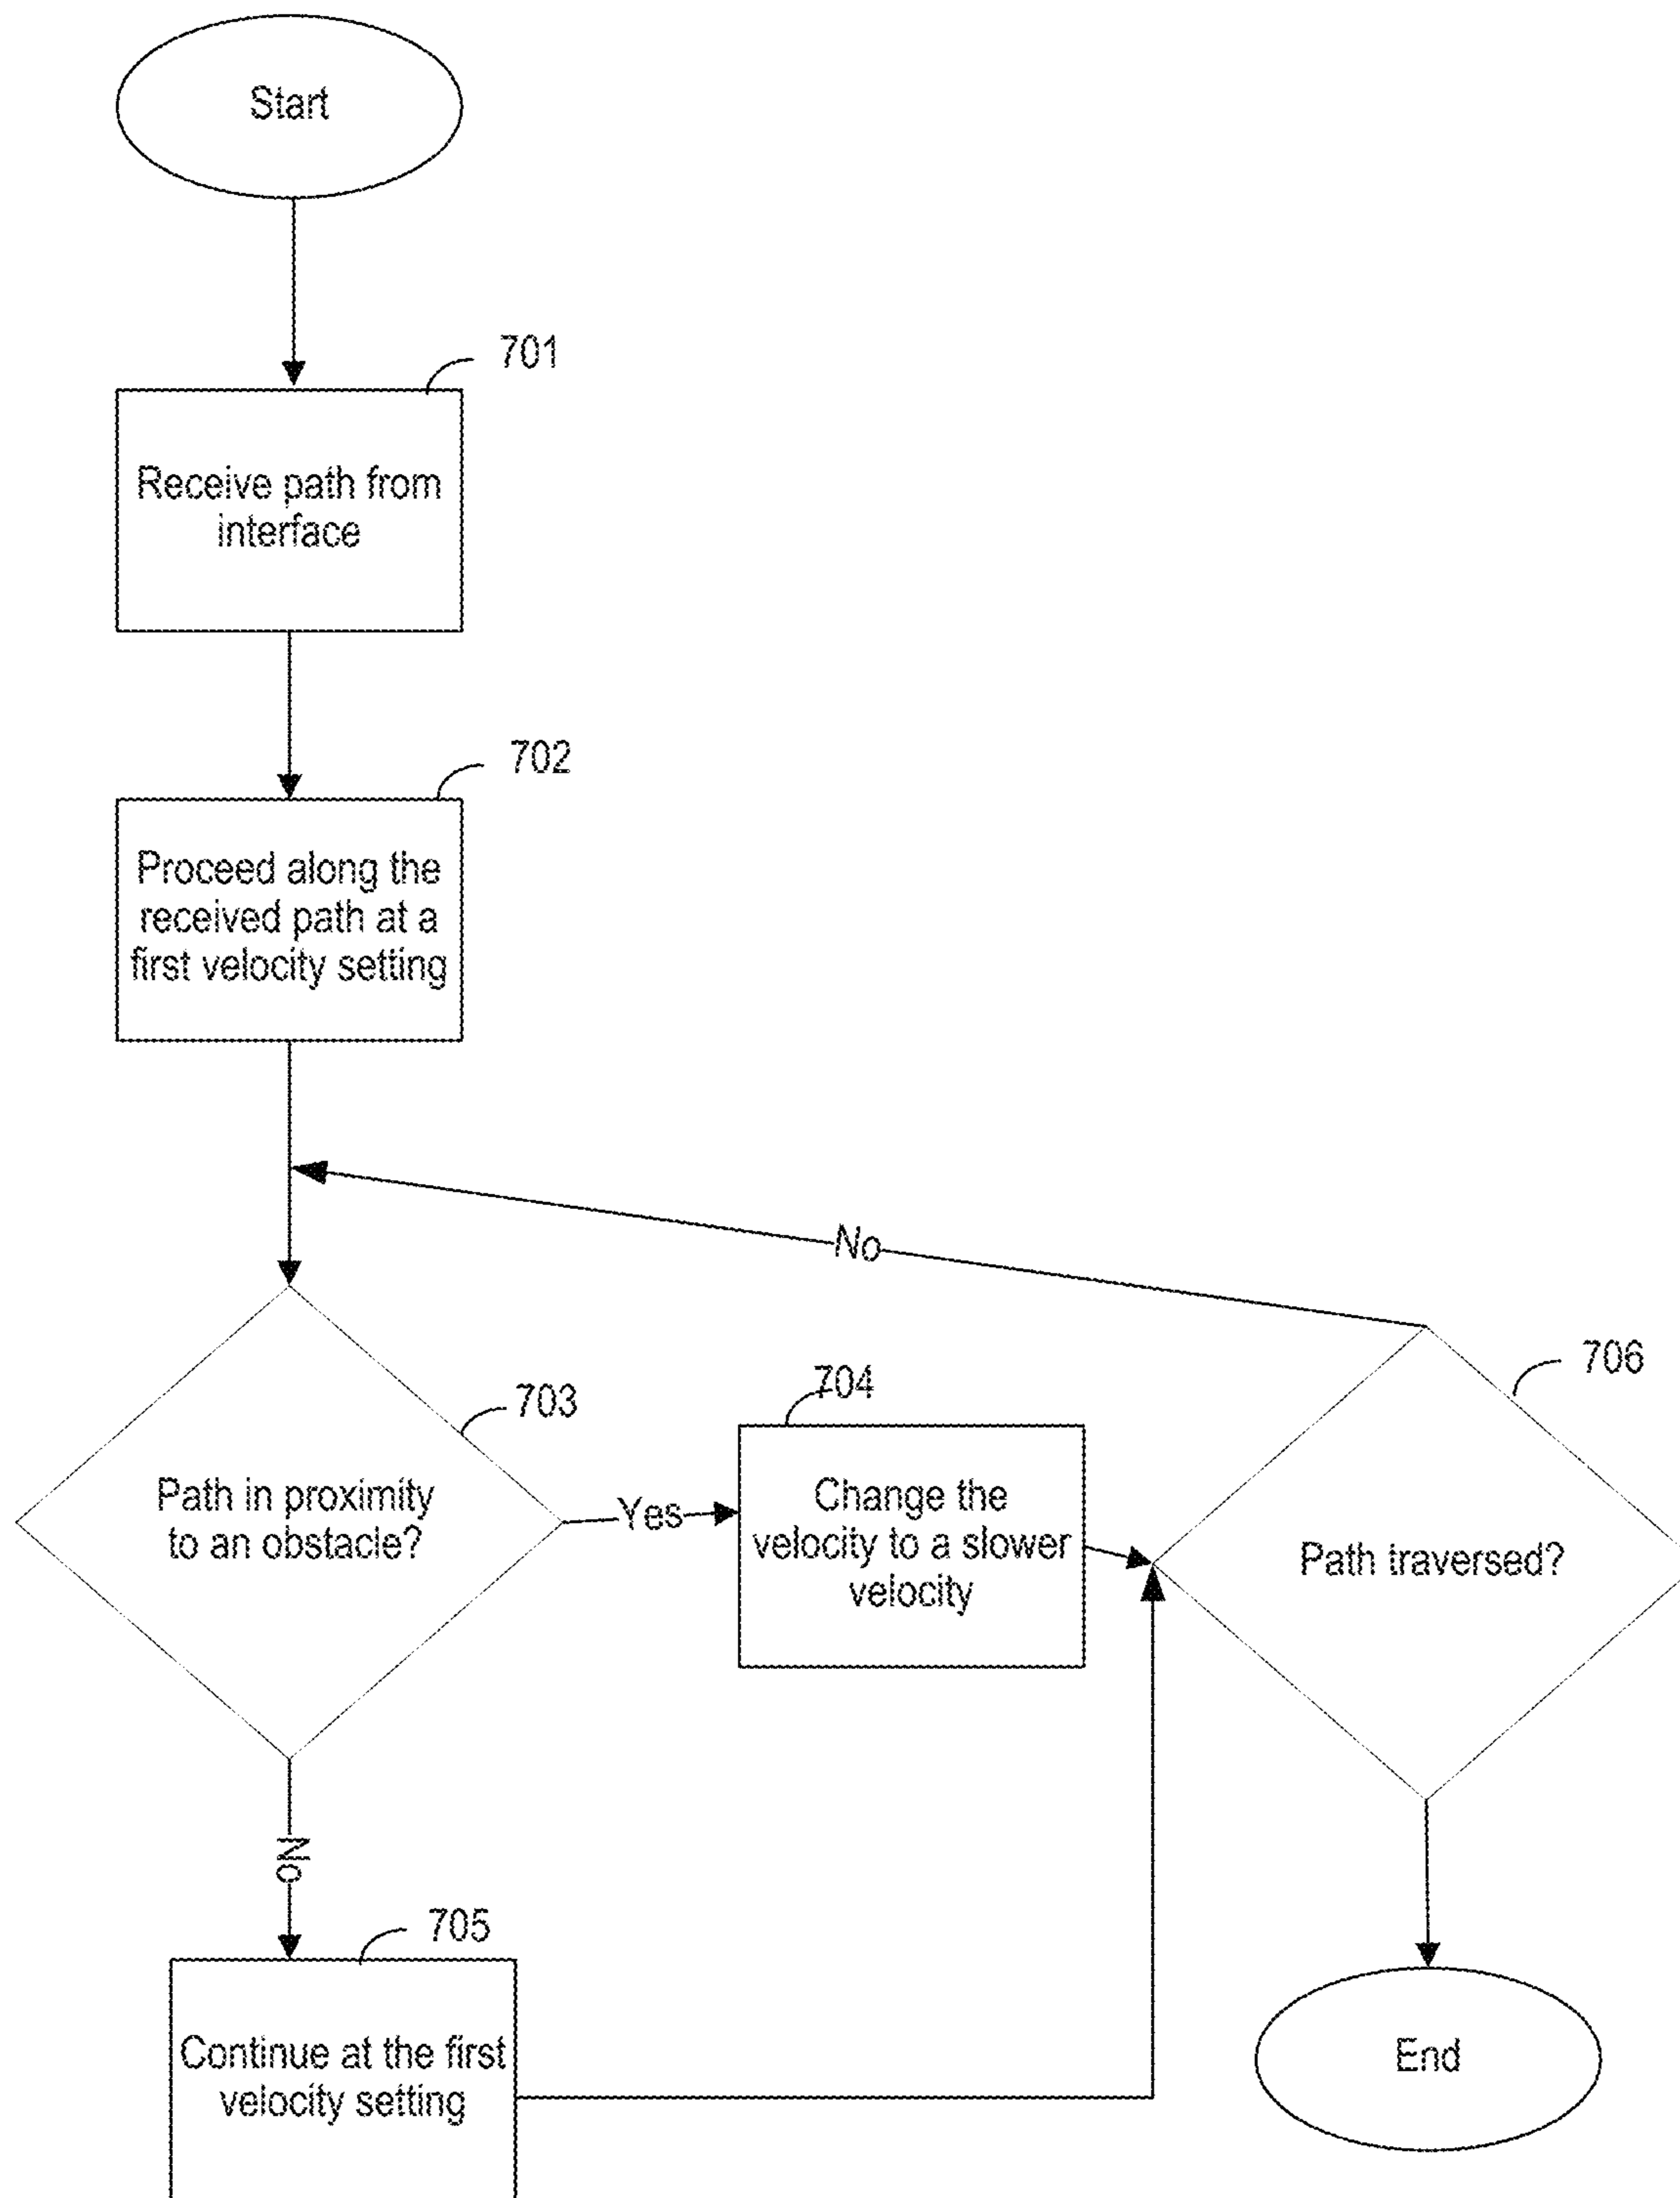 Start
701
Receive path from
interface
702
Proceed along the
received path at a
first velocity setting
No
703
Path in proximity
to an obstacle?
Yes
704
Change the
velocity to a slower
velocity
706
Path traversed?
No
705
Continue at the first
velocity setting
End